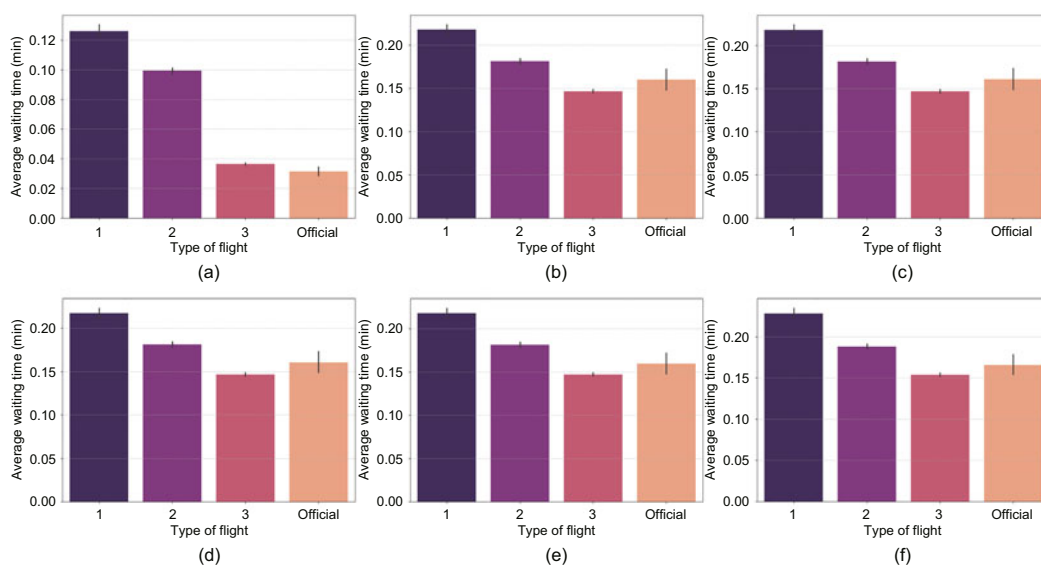 Average waiting time (min)
0.12
0.10
0.08
0.06
0.04
0.02
0.00
1 2 3 Official
Type of flight
(a)
Average waiting time (min)
0.20
0.15
0.10
0.05
0.00
1 2 3 Official
Type of flight
(b)
Average waiting time (min)
0.20
0.15
0.10
0.05
0.00
1 2 3 Official
Type of flight
(c)
Average waiting time (min)
0.20
0.15
0.10
0.05
0.00
1 2 3 Official
Type of flight
(d)
Average waiting time (min)
0.20
0.15
0.10
0.05
0.00
1 2 3 Official
Type of flight
(e)
Average waiting time (min)
0.20
0.15
0.10
0.05
0.00
1 2 3 Official
Type of flight
(f)